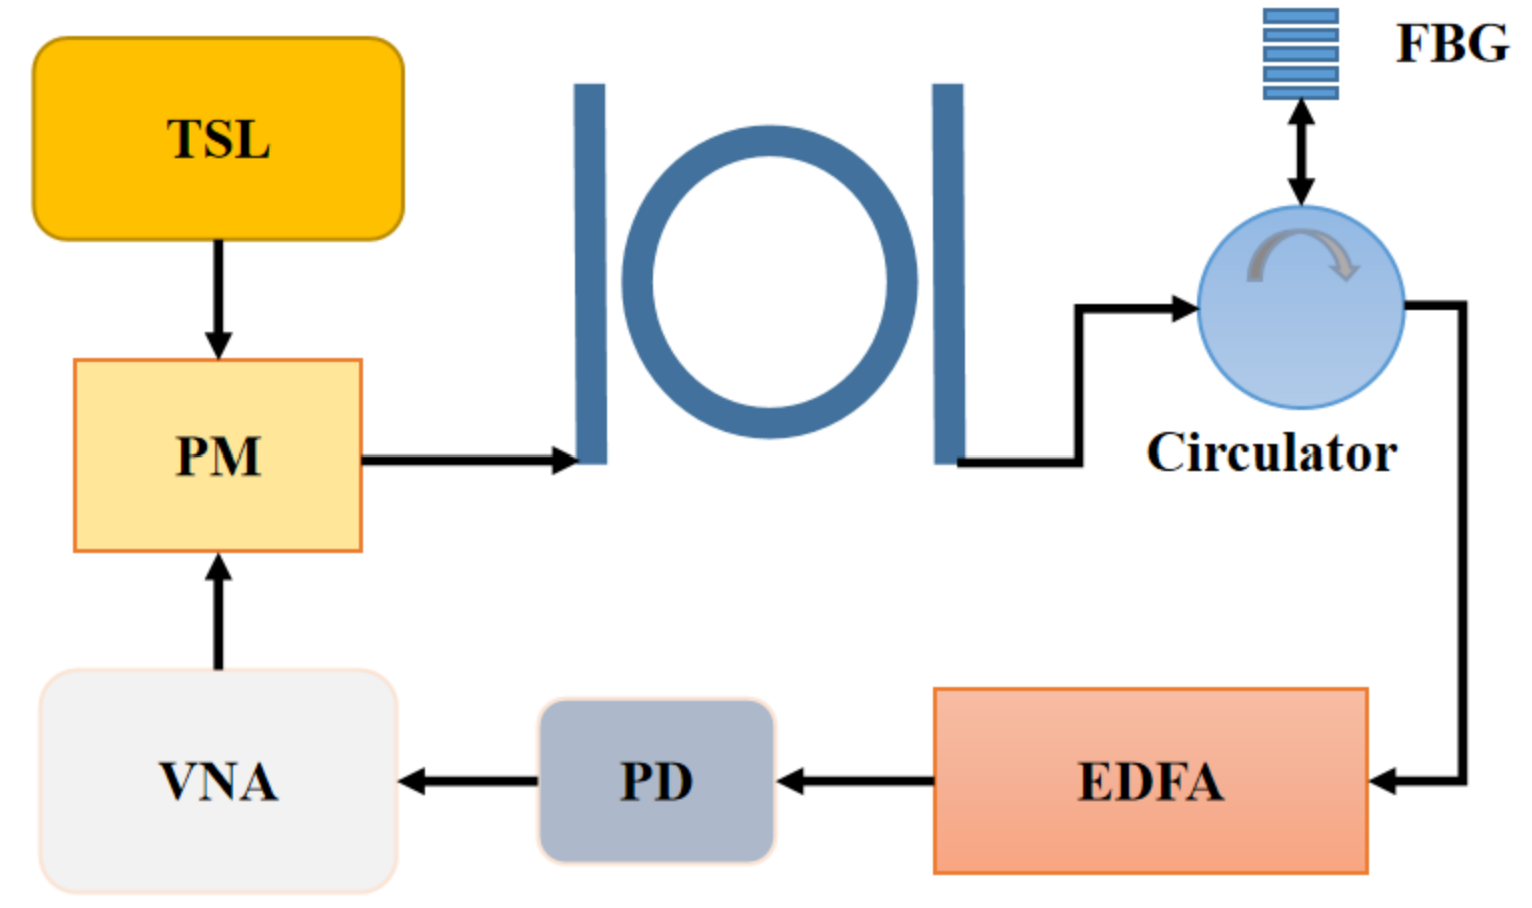 TSL
FBG
PM
Circulator
VNA
PD
EDFA